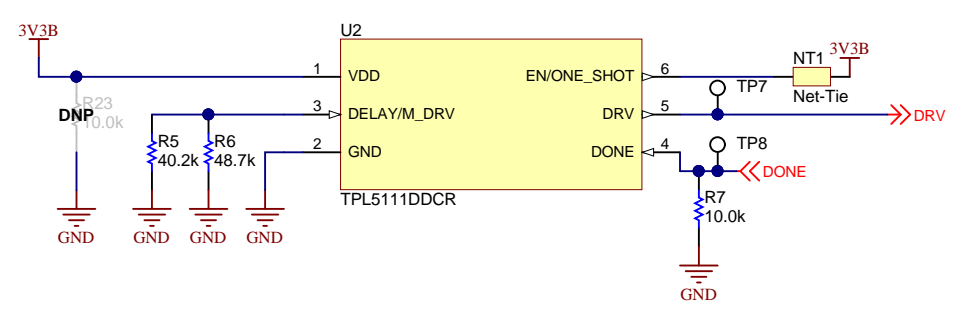 U2
3V3B
NT1
3V3B
1
VDD
EN/ONE_SHOT
6
Net-Tie
TP7
R23
10.0k
DNP
3
DELAY/M_DRV
DRV
5
DRV
R5
40.2k
R6
48.7k
2
GND
DONE
4
TP8
DONE
TPL5111DDCR
R7
10.0k
GND
GND
GND
GND
GND